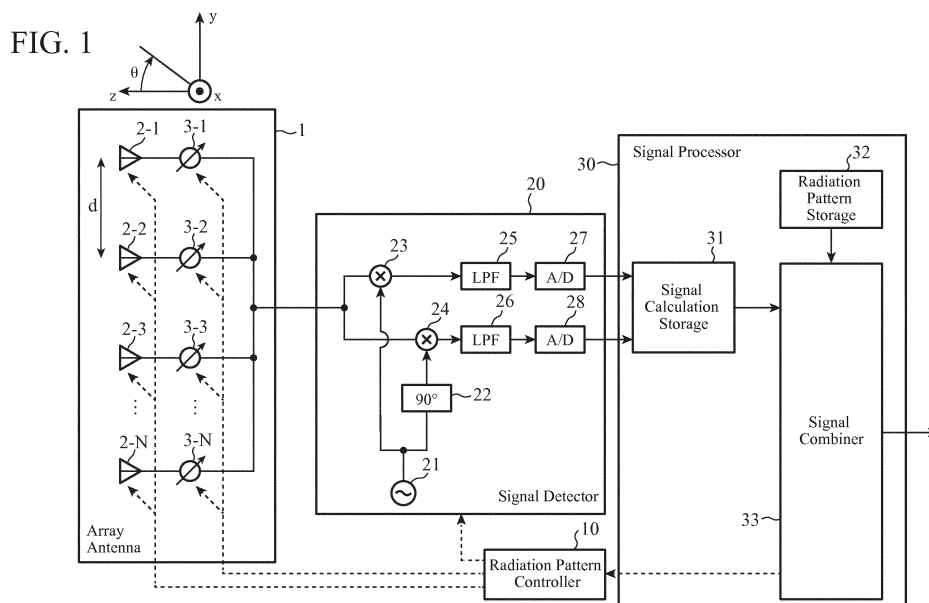 FIG. 1
y
θ
z
x
1
2-1
3-1
d
2-2
3-2
2-3
3-3
⋮
⋮
2-N
3-N
Array
Antenna
20
23
25
27
LPF
A/D
24
26
28
LPF
A/D
90°
22
21
Signal Detector
10
Radiation Pattern
Controller
30
Signal Processor
32
Radiation
Pattern
Storage
31
Signal
Calculation
Storage
Signal
Combiner
33